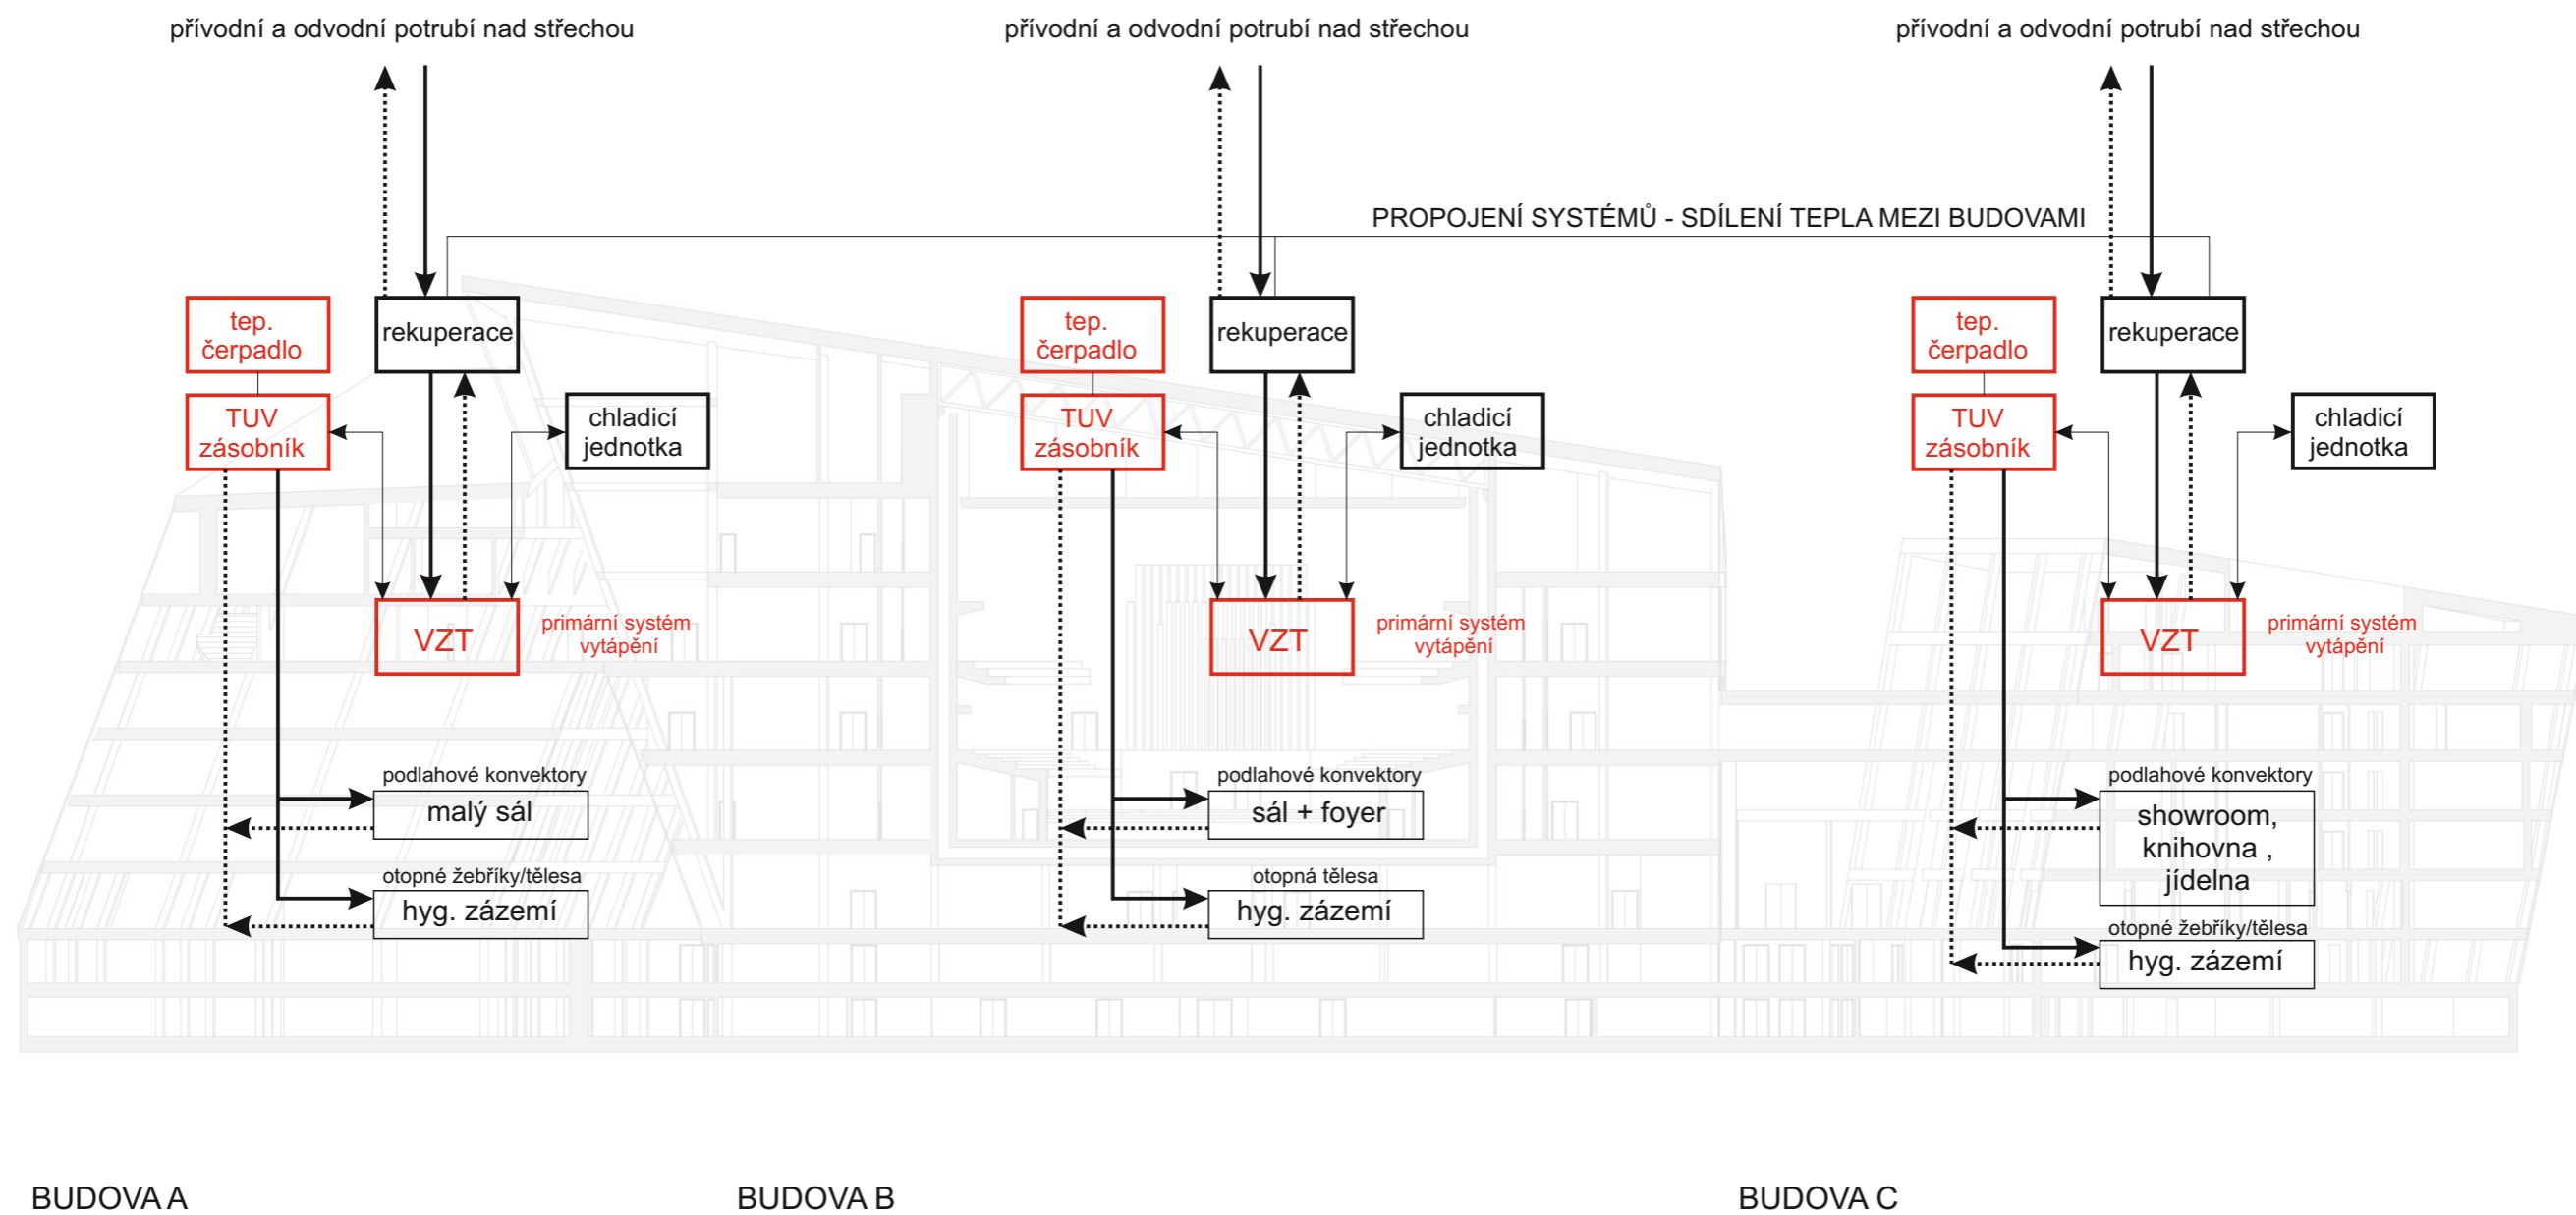 přívodní a odvodní potrubí nad střechou
přívodní a odvodní potrubí nad střechou
přívodní a odvodní potrubí nad střechou
PROPOJENÍ SYSTÉMŮ - SDÍLENÍ TEPLA MEZI BUDOVAMI
tep.
čerpadlo
rekuperace
TUV
zásobník
chladicí
jednotka
VZT
primární systém
vytápění
podlahové konvektory
malý sál
otopné žebříky/tělesa
hyg. zázemí
tep.
čerpadlo
rekuperace
TUV
zásobník
chladicí
jednotka
VZT
primární systém
vytápění
podlahové konvektory
sál + foyer
otopná tělesa
hyg. zázemí
tep.
čerpadlo
rekuperace
TUV
zásobník
chladicí
jednotka
VZT
primární systém
vytápění
podlahové konvektory
showroom,
knihovna ,
jídelna
otopné žebříky/tělesa
hyg. zázemí
BUDOVA A
BUDOVA B
BUDOVA C